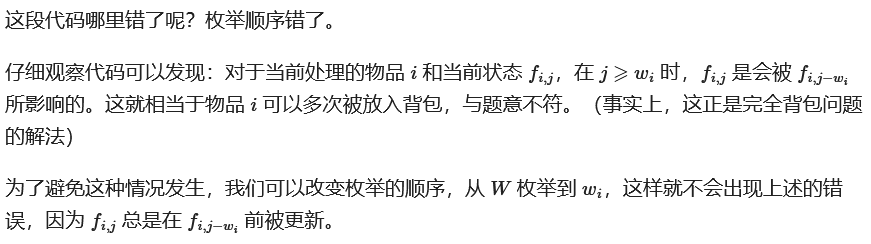 这段代码哪里错了呢？枚举顺序错了。
仔细观察代码可以发现：对于当前处理的物品 i 和当前状态 f_{i,j}，在 j ⩾ w_i 时，f_{i,j} 是会被 f_{i,j−w_i}
所影响的。这就相当于物品 i 可以多次被放入背包，与题意不符。（事实上，这正是完全背包问题
的解法）
为了避免这种情况发生，我们可以改变枚举的顺序，从 W 枚举到 w_i，这样就不会出现上述的错
误，因为 f_{i,j} 总是在 f_{i,j−w_i} 前被更新。